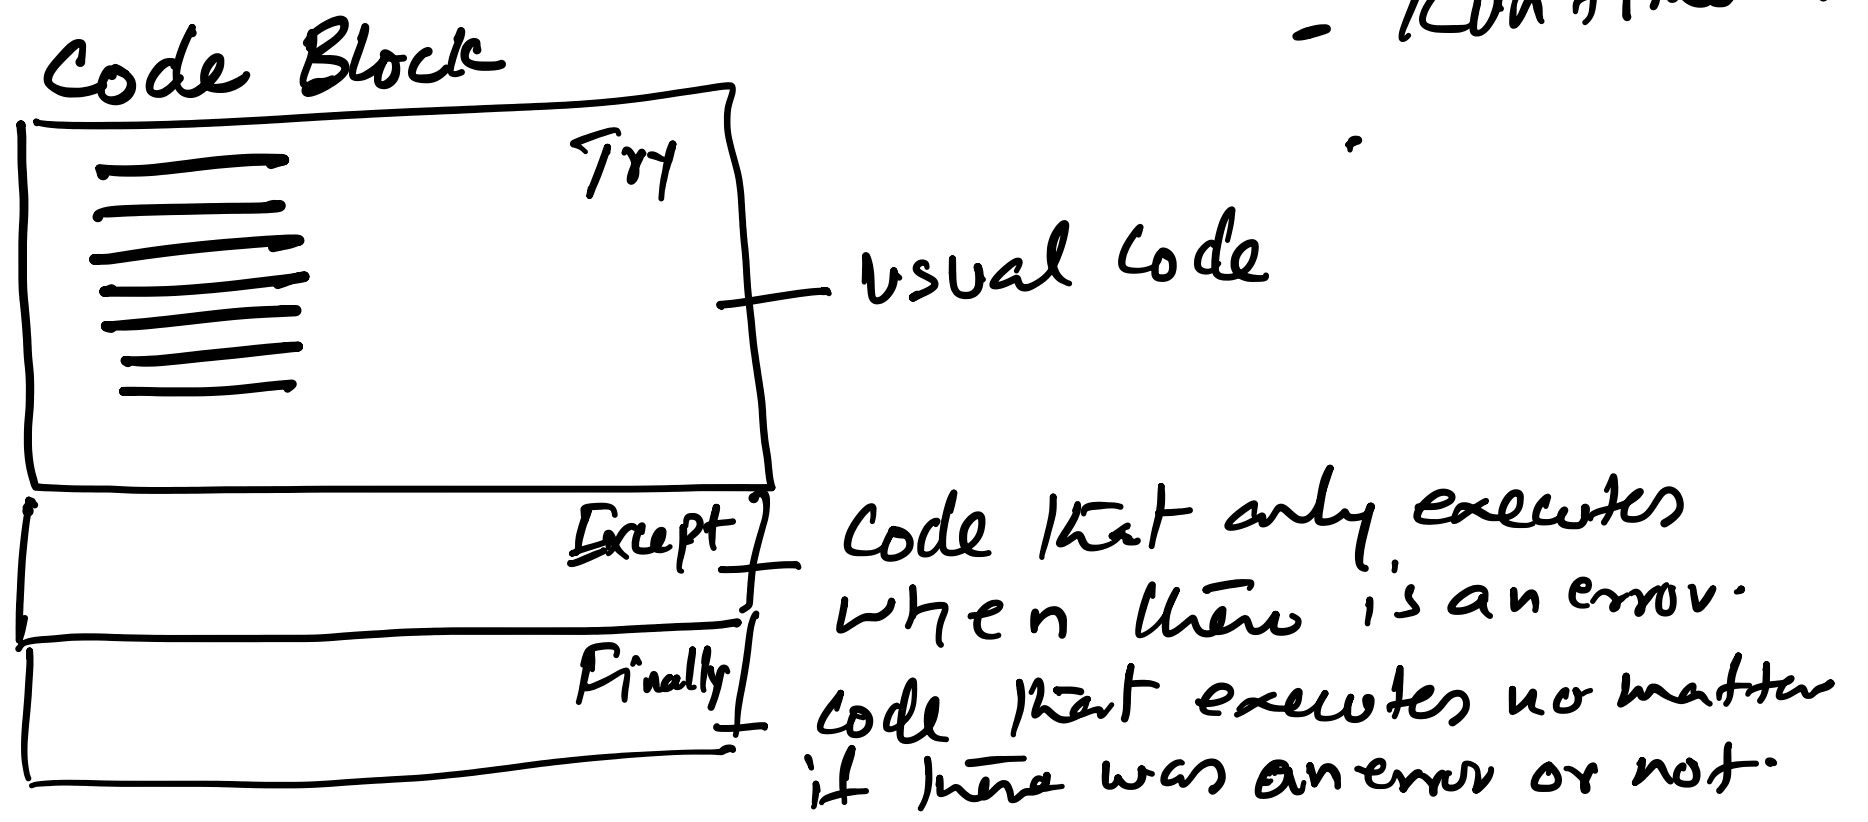 Code Block
Try
usual code
Except
code that only executes
when there is an error.
Finally
code that executes no matter
if there was an error or not.